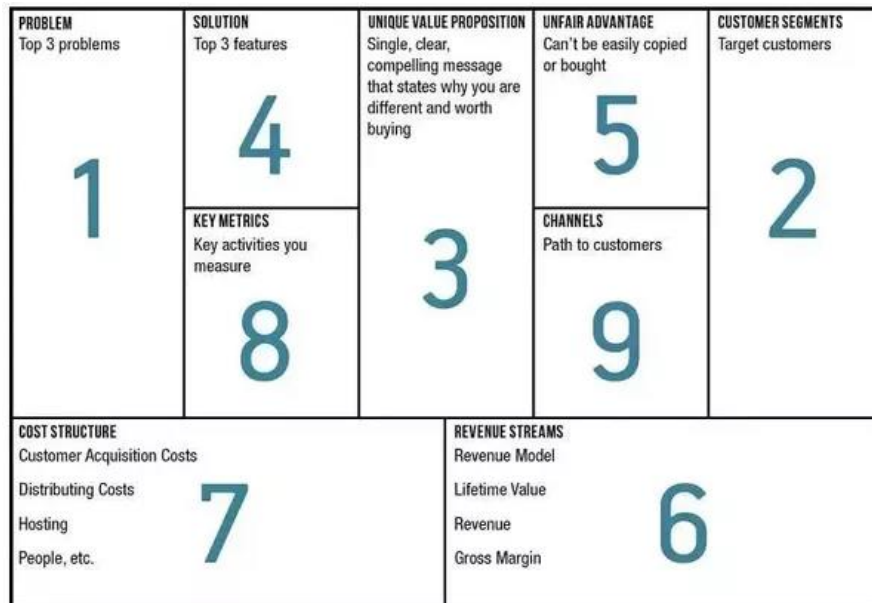 PROBLEM
Top 3 problems
1
SOLUTION
Top 3 features
4
KEY METRICS
Key activities you
measure
8
UNIQUE VALUE PROPOSITION
Single, clear,
compelling message
that states why you are
different and worth
buying
3
UNFAIR ADVANTAGE
Can't be easily copied
or bought
5
CHANNELS
Path to customers
9
CUSTOMER SEGMENTS
Target customers
2
COST STRUCTURE
Customer Acquisition Costs
Distributing Costs
Hosting
People, etc.
7
REVENUE STREAMS
Revenue Model
Lifetime Value
Revenue
Gross Margin
6